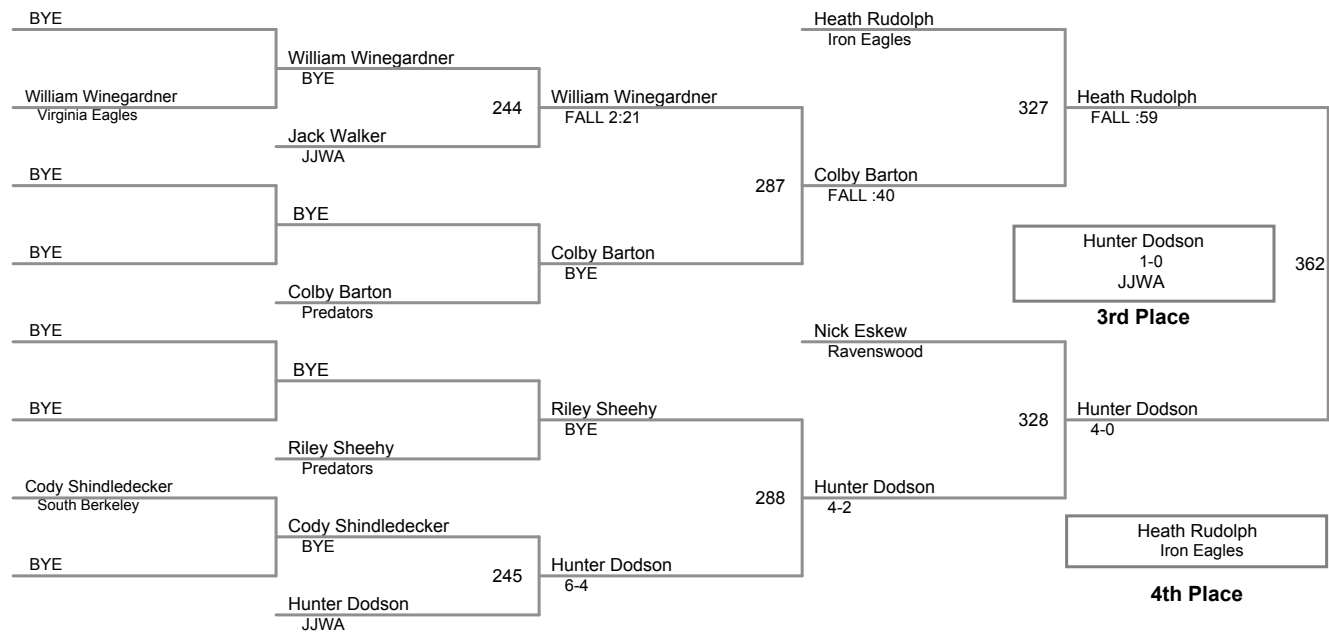 BYE
William Winegardner
Virginia Eagles
BYE
BYE
BYE
BYE
Cody Shindledecker
South Berkeley
BYE
William Winegardner
BYE
Jack Walker
JJWA
BYE
Colby Barton
Predators
BYE
Riley Sheehy
Predators
Cody Shindledecker
BYE
Hunter Dodson
JJWA
244
245
William Winegardner
FALL 2:21
Colby Barton
BYE
Riley Sheehy
BYE
Hunter Dodson
6-4
287
288
Heath Rudolph
Iron Eagles
Colby Barton
FALL :40
Nick Eskew
Ravenswood
Hunter Dodson
4-2
327
328
Heath Rudolph
FALL :59
Hunter Dodson
4-0
362
Hunter Dodson
1-0
JJWA
3rd Place
Heath Rudolph
Iron Eagles
4th Place